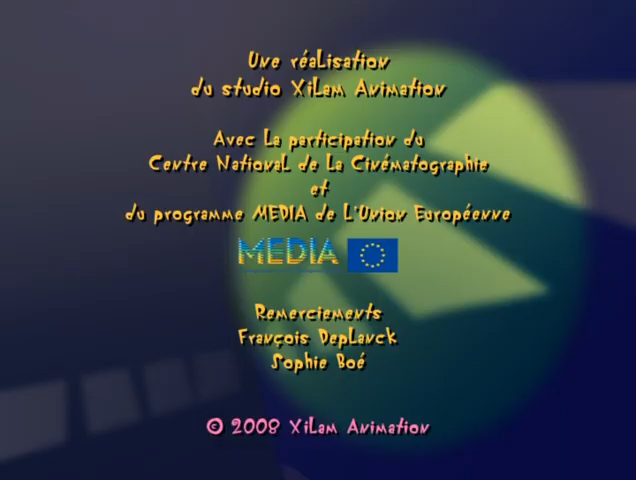 Une réalisation
du studio Xilam Animation
Avec la participation du
Centre National de la Cinématographie
et
du programme MEDIA de l'Union Européenne
MEDIA
Remerciements
François Deplanck
Sophie Boé
© 2008 Xilam Animation